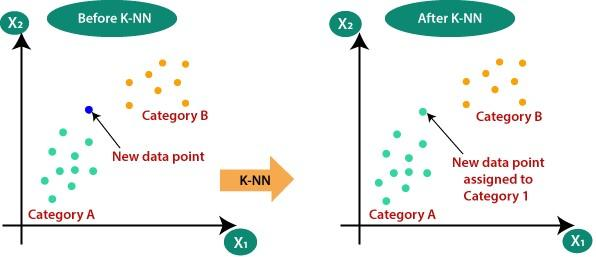 Before K-NN
X2
Category B
New data point
Category A
X1
K-NN
After K-NN
X2
Category B
New data point
assigned to
Category 1
Category A
X1